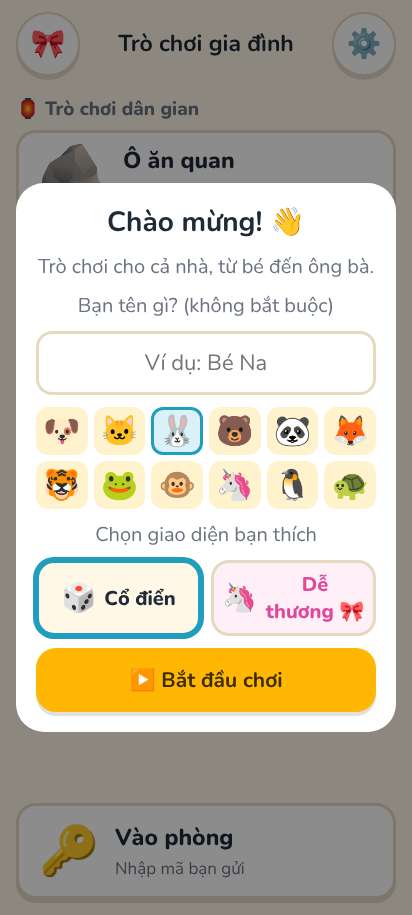 Trò chơi gia đình
Trò chơi dân gian
Ô ăn quan
Chào mừng! 👋
Trò chơi cho cả nhà, từ bé đến ông bà.
Bạn tên gì? (không bắt buộc)
Ví dụ: Bé Na
Chọn giao diện bạn thích
Cổ điển
Dễ
thương 🎀
Bắt đầu chơi
Vào phòng
Nhập mã bạn gửi